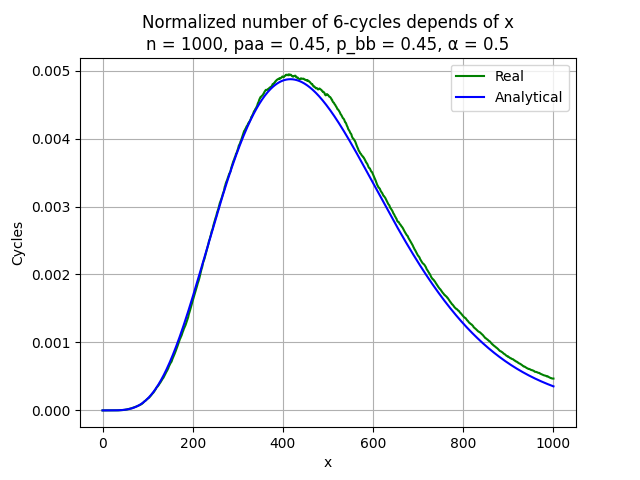 Normalized number of 6-cycles depends of x
n = 1000, paa = 0.45, p_bb = 0.45, α = 0.5
Real
Analytical
Cycles
0.005
0.004
0.003
0.002
0.001
0.000
0
200
400
600
800
1000
x